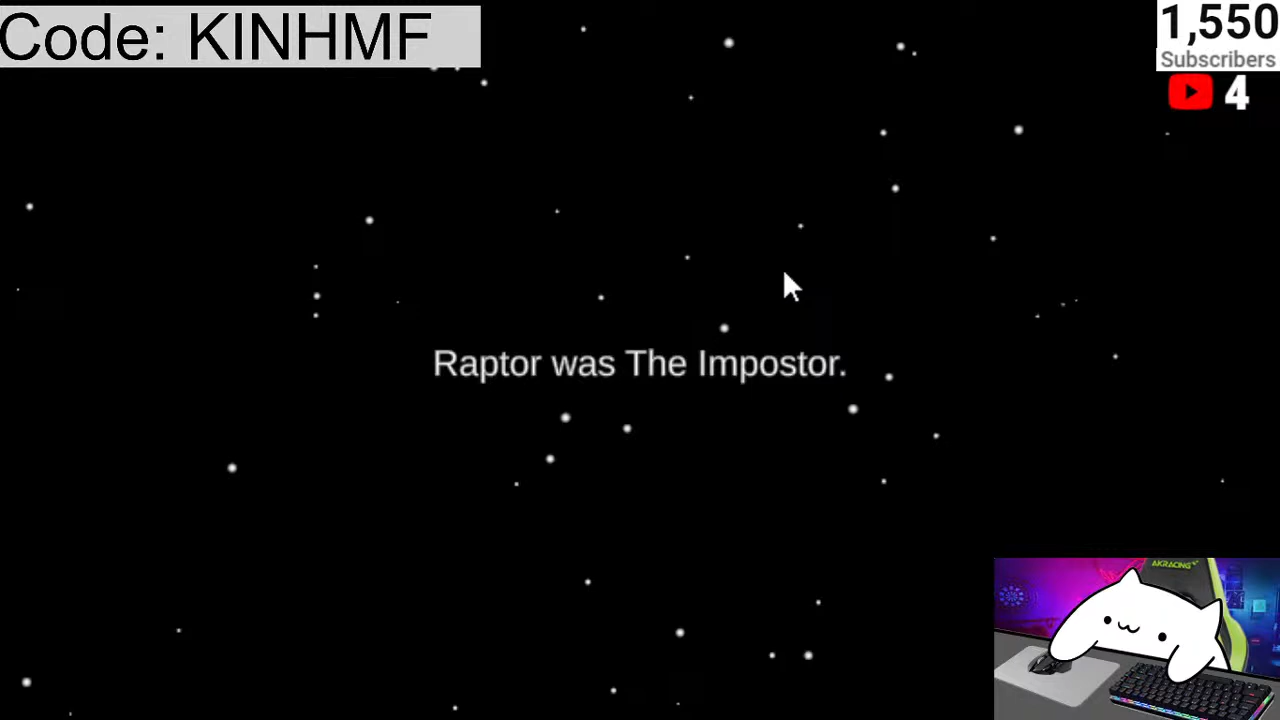 Code: KINHMF
1,550
Subscribers
4
Raptor was The Impostor.
AKRACING